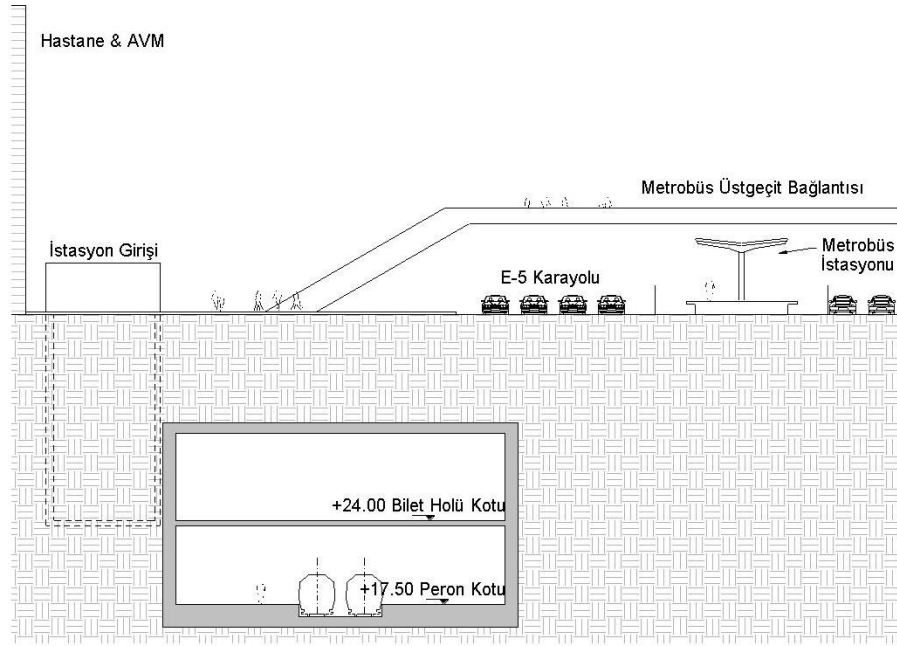 Hastane & AVM
Metrobüs Üstgeçit Bağlantısı
İstasyon Girişi
E-5 Karayolu
Metrobüs
İstasyonu
+24.00 Bilet Holü Kotu
+17.50 Peron Kotu